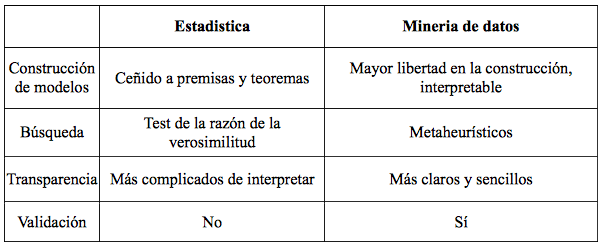 Estadistica Mineria de datos
Construcción de modelos Ceñido a premisas y teoremas Mayor libertad en la construcción, interpretable
Búsqueda Test de la razón de la verosimilitud Metaheurísticos
Transparencia Más complicados de interpretar Más claros y sencillos
Validación No Sí